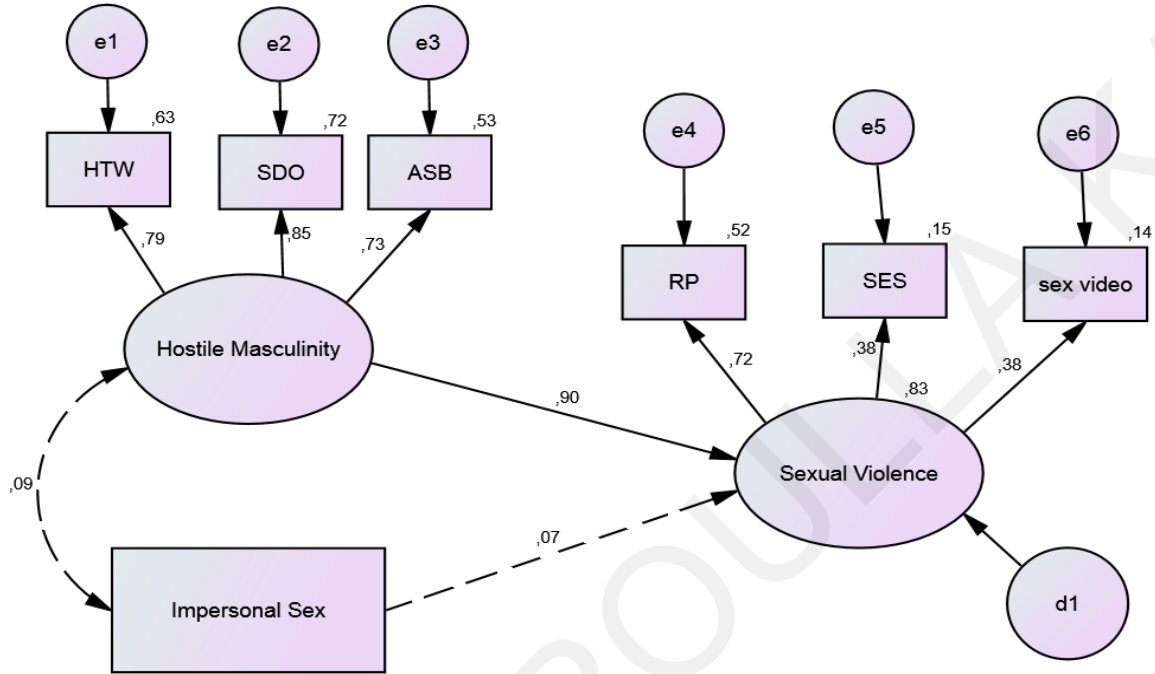 e1
e2
e3
,63
,72
,53
HTW
SDO
ASB
,79
,85
,73
Hostile Masculinity
e4
e5
e6
,52
,15
,14
RP
SES
sex video
,72
,38
,38
,83
,90
Sexual Violence
,09
,07
Impersonal Sex
d1